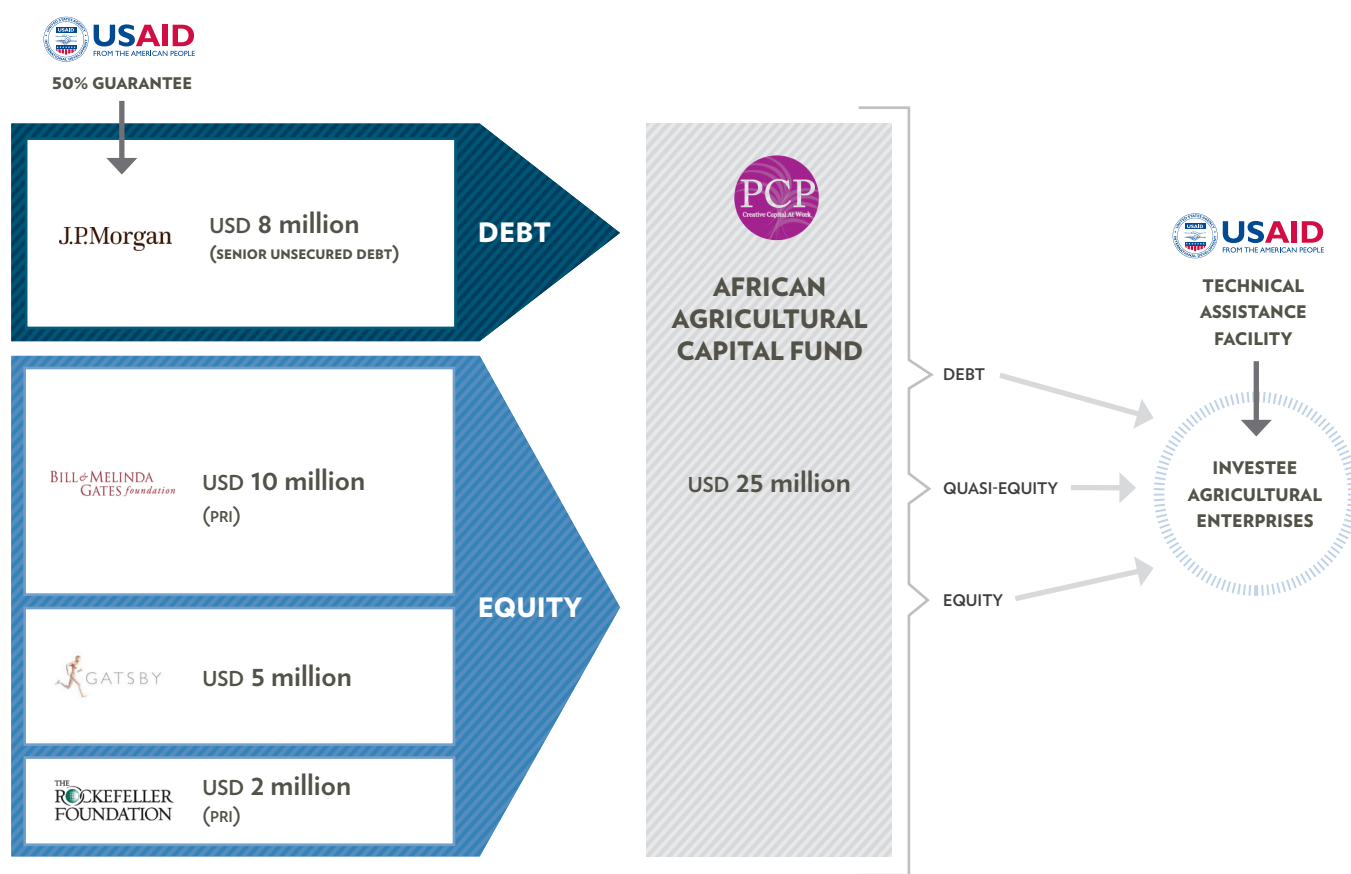 USAID
FROM THE AMERICAN PEOPLE
50% GUARANTEE
J.P.Morgan
USD 8 million
(SENIOR UNSECURED DEBT)
DEBT
BILL & MELINDA
GATES foundation
USD 10 million
(PRI)
GATSBY
USD 5 million
THE
ROCKEFELLER
FOUNDATION
USD 2 million
(PRI)
EQUITY
PCP
Creative Capital At Work.
AFRICAN
AGRICULTURAL
CAPITAL FUND
USD 25 million
DEBT
QUASI-EQUITY
EQUITY
USAID
FROM THE AMERICAN PEOPLE
TECHNICAL
ASSISTANCE
FACILITY
INVESTEE
AGRICULTURAL
ENTERPRISES